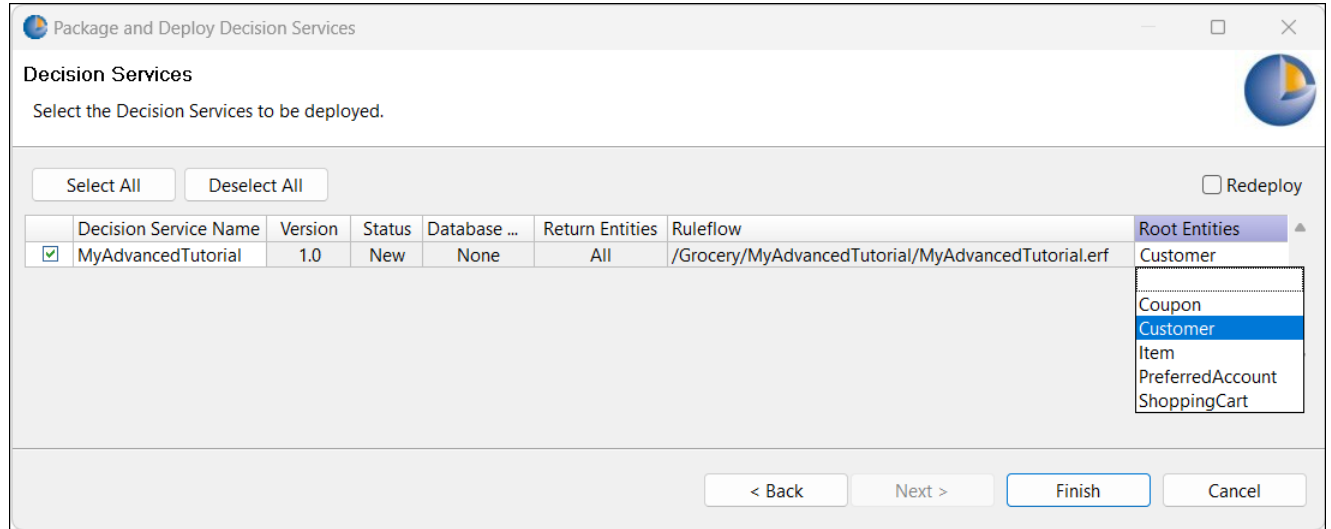 Package and Deploy Decision Services
Decision Services
Select the Decision Services to be deployed.
Select All Deselect All Redeploy
Decision Service Name Version Status Database ... Return Entities Ruleflow Root Entities
MyAdvancedTutorial 1.0 New None All /Grocery/MyAdvancedTutorial/MyAdvancedTutorial.erf Customer
Coupon
Customer
Item
PreferredAccount
ShoppingCart
< Back Next > Finish Cancel